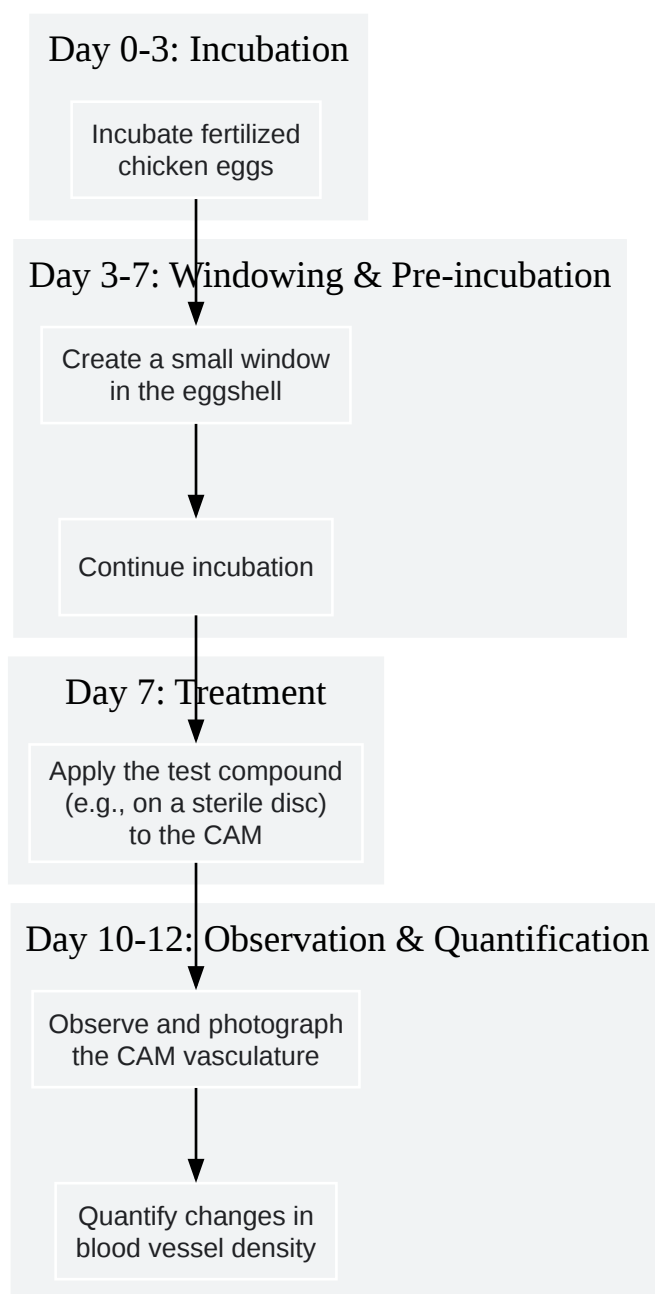 Day 0-3: Incubation
Incubate fertilized
chicken eggs
Day 3-7: Windowing & Pre-incubation
Create a small window
in the eggshell
Continue incubation
Day 7: Treatment
Apply the test compound
(e.g., on a sterile disc)
to the CAM
Day 10-12: Observation & Quantification
Observe and photograph
the CAM vasculature
Quantify changes in
blood vessel density